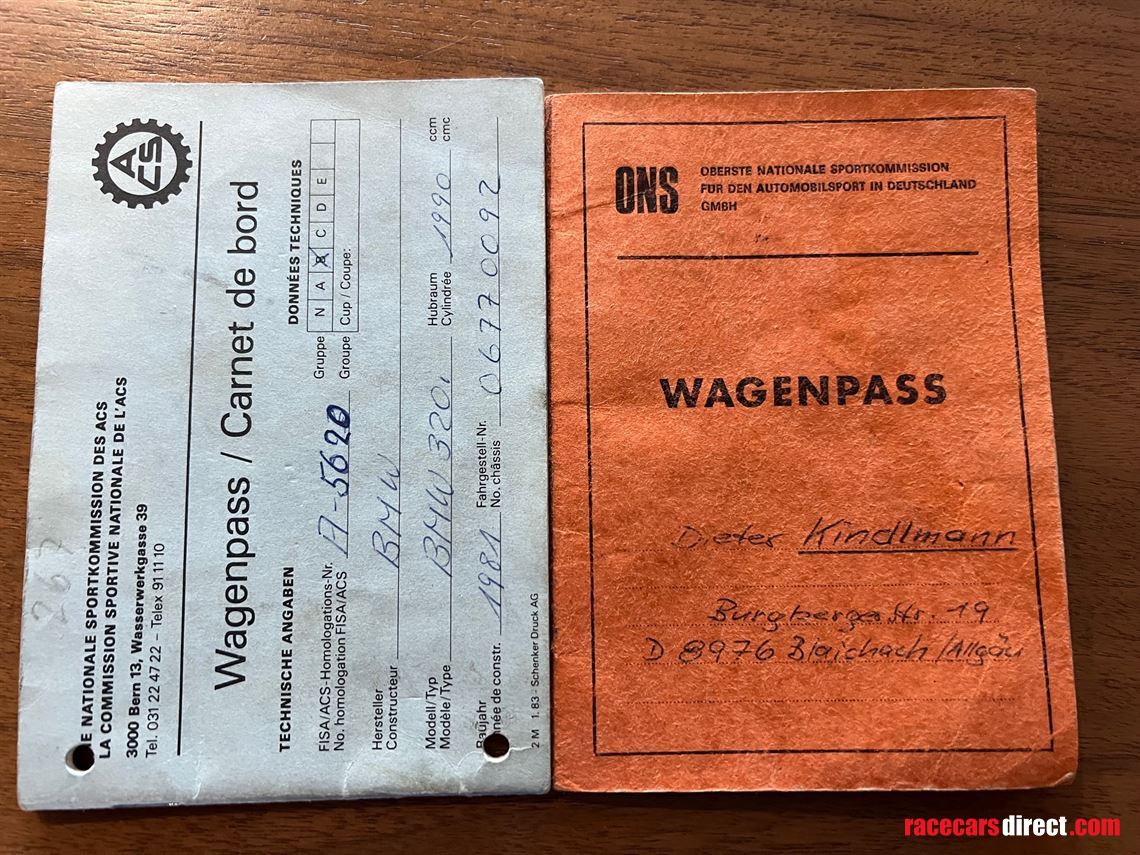 ACS
DIE NATIONALE SPORTKOMMISSION DES ACS
LA COMMISSION SPORTIVE NATIONALE DE L'ACS
3000 Bern 13, Wasserwerkgasse 39
Tel. 031 22 47 22 – Telex 91 11 10
267
Wagenpass / Carnet de bord
TECHNISCHE ANGABEN
DONNÉES TECHNIQUES
FISA/ACS-Homologations-Nr.
No. homologation FISA/ACS
A-5620
Gruppe
Groupe
N A B C D E
Cup / Coupe:
Hersteller
Constructeur
BMW
Modell/Typ
Modèle/Type
BMW 320i
Hubraum
Cylindrée
1990
ccm
cmc
Baujahr
Année de constr.
1981
Fahrgestell-Nr.
No. châssis
06770092
2 M 1.83 - Schenker Druck AG
ONS
OBERSTE NATIONALE SPORTKOMMISSION
FÜR DEN AUTOMOBILSPORT IN DEUTSCHLAND
GMBH
WAGENPASS
Dieter Kindlmann
Burgberger Str. 19
D 8976 Blaichach/Allgäu
racecarsdirect.com